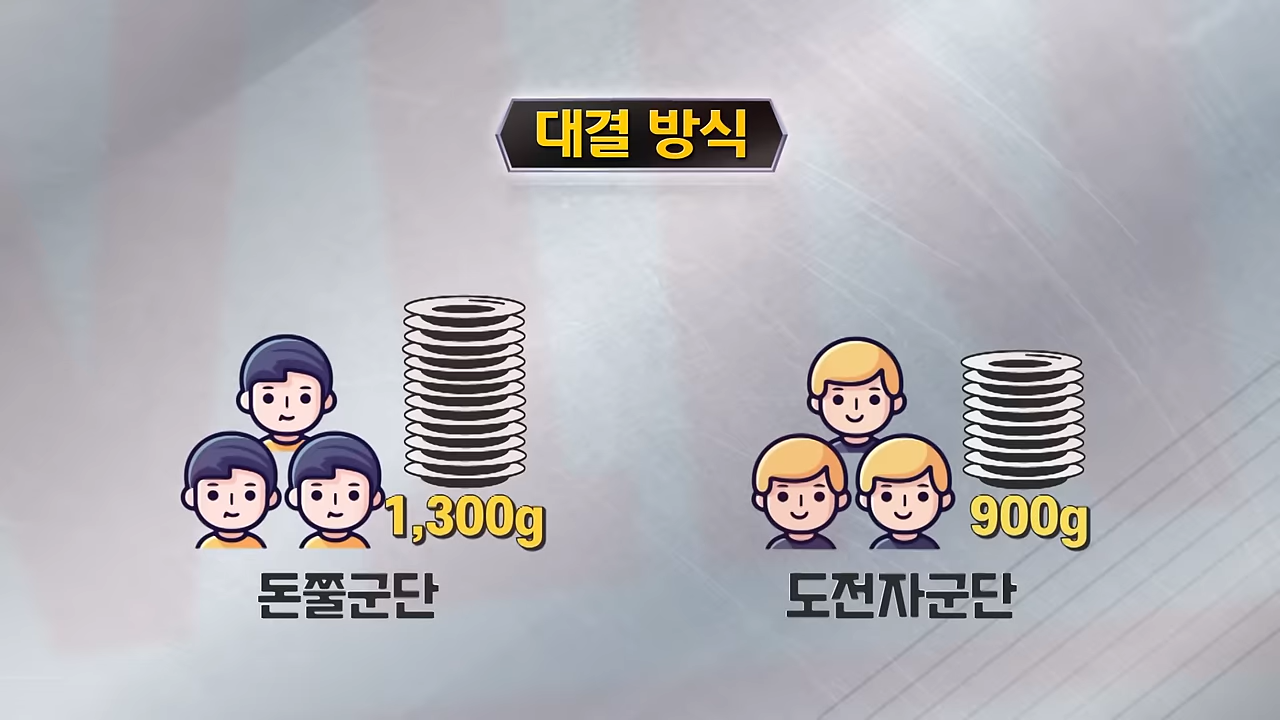 대결 방식
1,300g
900g
돈쭐군단
도전자군단